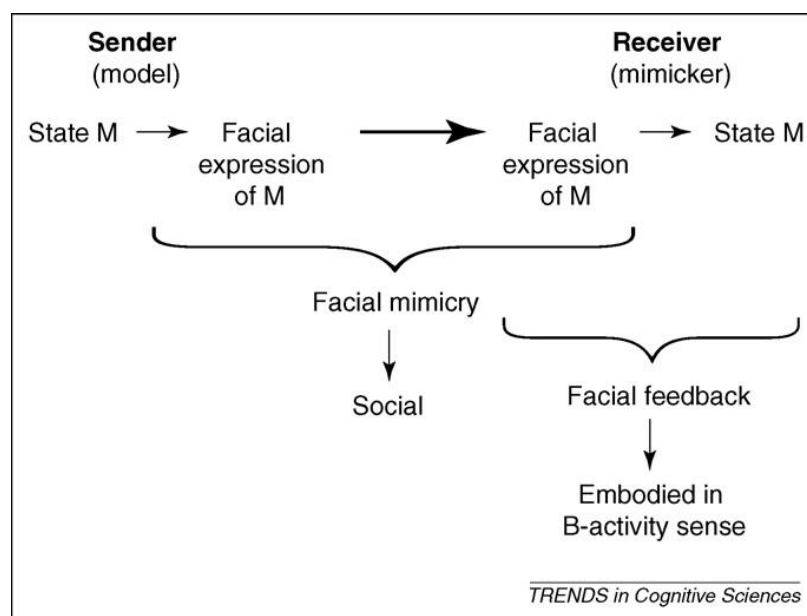 Sender
(model)
Receiver
(mimicker)
State M
Facial
expression
of M
Facial
expression
of M
State M
Facial mimicry
Social
Facial feedback
Embodied in
B-activity sense
TRENDS in Cognitive Sciences